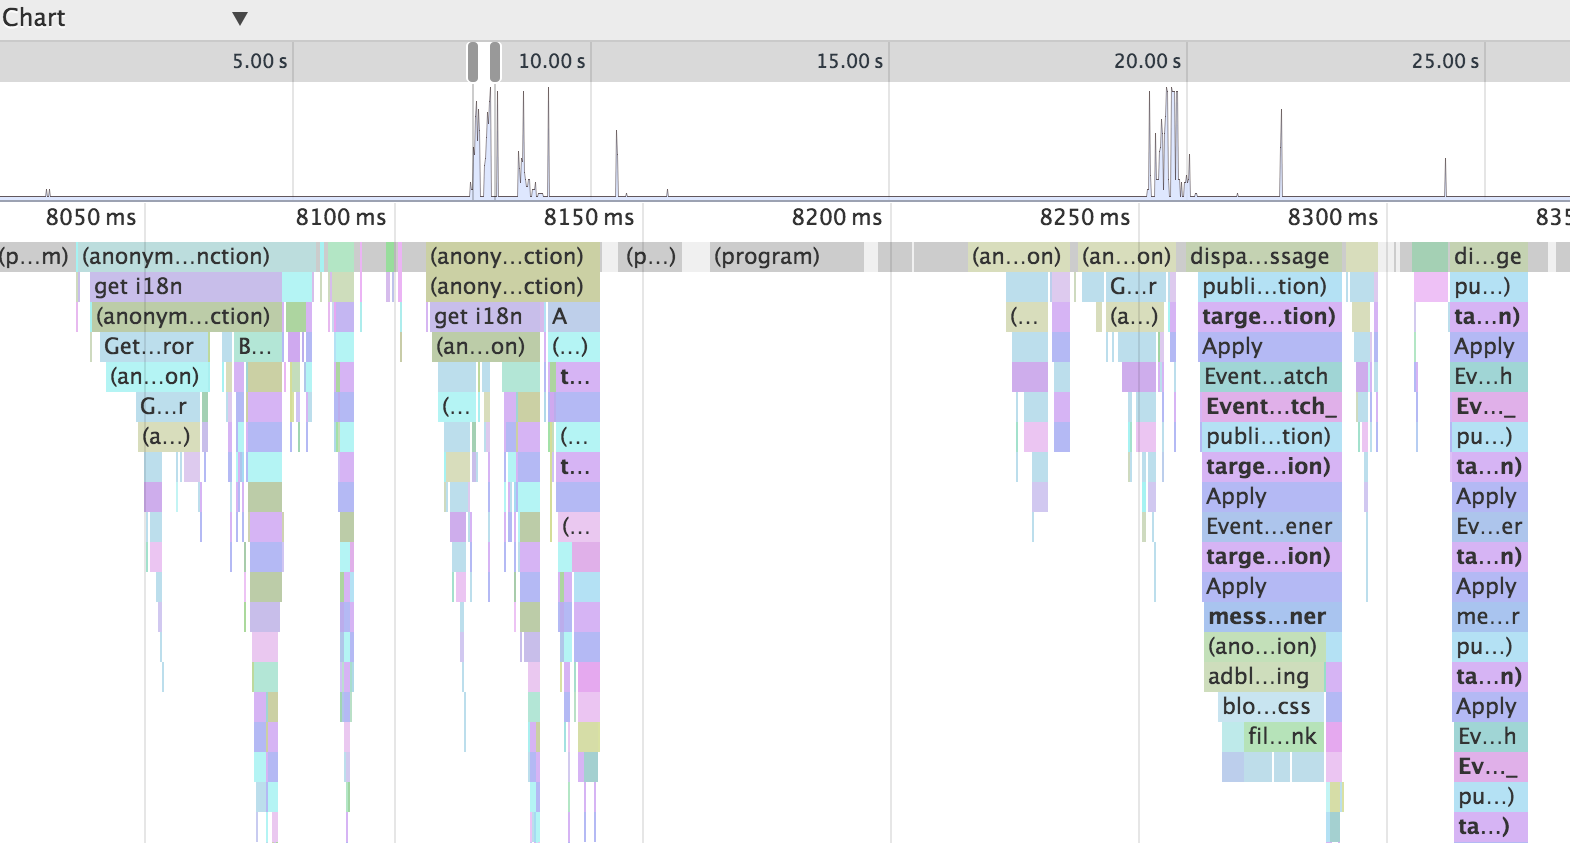 Chart ▼
5.00 s 10.00 s 15.00 s 20.00 s 25.00 s
8050 ms 8100 ms 8150 ms 8200 ms 8250 ms 8300 ms 835
(p...m) (anonym...nction) (anony...ction) (p...) (program) (an...on) (an...on) dispa...ssage di...ge
get i18n (anony...ction) G...r publi...tion) pu...)
(anonym...ction) get i18n A (... (a...) targe...tion) ta...n)
Get...ror B... (an...on) (...) Apply Apply
(an...on) t... Event...atch Ev...h
G...r (... Event...tch_ Ev..._
(a...) (... publi...tion) pu...)
t... targe...ion) ta...n)
Apply Apply
(... Event...ener Ev...er
targe...ion) ta...n)
Apply Apply
mess...ner me...r
(ano...ion) pu...)
adbl...ing ta...n)
blo...css Apply
fil...nk Ev...h
Ev..._
pu...)
ta...)